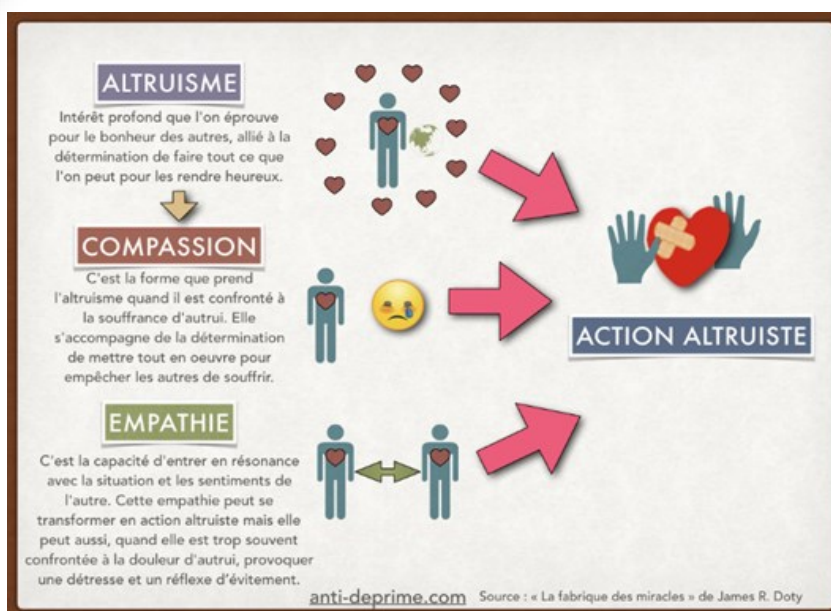 ALTRUISME
Intérêt profond que l'on éprouve
pour le bonheur des autres, allié à la
détermination de faire tout ce que
l'on peut pour les rendre heureux.
COMPASSION
C'est la forme que prend
l'altruisme quand il est confronté à
la souffrance d'autrui. Elle
s'accompagne de la détermination
de mettre tout en oeuvre pour
empêcher les autres de souffrir.
EMPATHIE
C'est la capacité d'entrer en résonance
avec la situation et les sentiments de
l'autre. Cette empathie peut se
transformer en action altruiste mais elle
peut aussi, quand elle est trop souvent
confrontée à la douleur d'autrui, provoquer
une détresse et un réflexe d'évitement.
ACTION ALTRUISTE
anti-deprime.com Source : « La fabrique des miracles » de James R. Doty